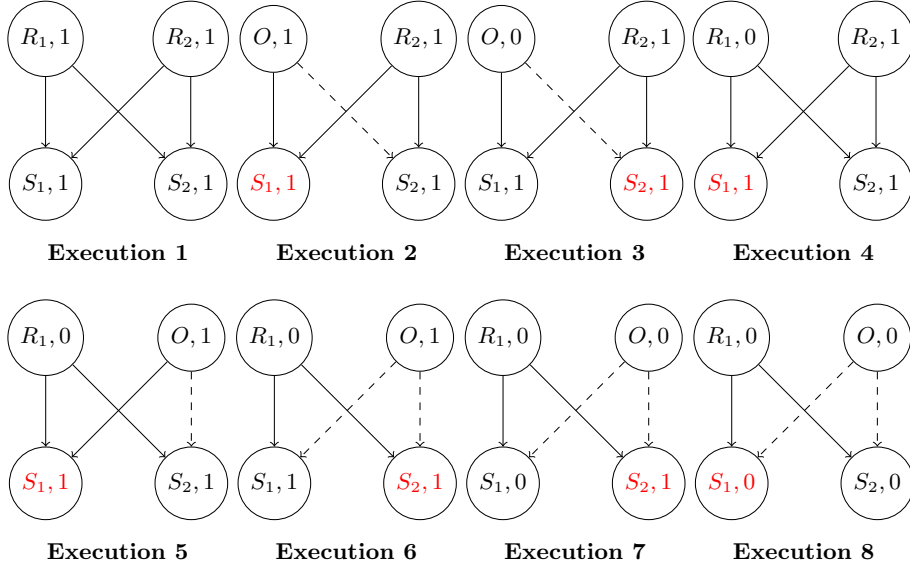 R₁, 1 R₂, 1 O, 1 R₂, 1 O, 0 R₂, 1 R₁, 0 R₂, 1
S₁, 1 S₂, 1 S₁, 1 S₂, 1 S₁, 1 S₂, 1 S₁, 1 S₂, 1
Execution 1 Execution 2 Execution 3 Execution 4
R₁, 0 O, 1 R₁, 0 O, 1 R₁, 0 O, 0 R₁, 0 O, 0
S₁, 1 S₂, 1 S₁, 1 S₂, 1 S₁, 0 S₂, 1 S₁, 0 S₂, 0
Execution 5 Execution 6 Execution 7 Execution 8